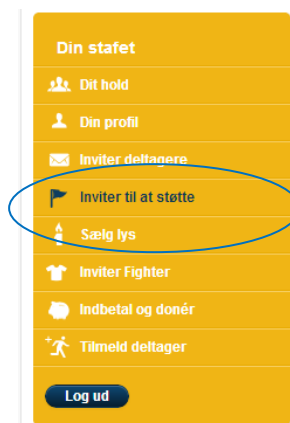 Din stafet
Dit hold
Din profil
Inviter deltagere
Inviter til at støtte
Sælg lys
Inviter Fighter
Indbetal og donér
Tilmeld deltager
Log ud